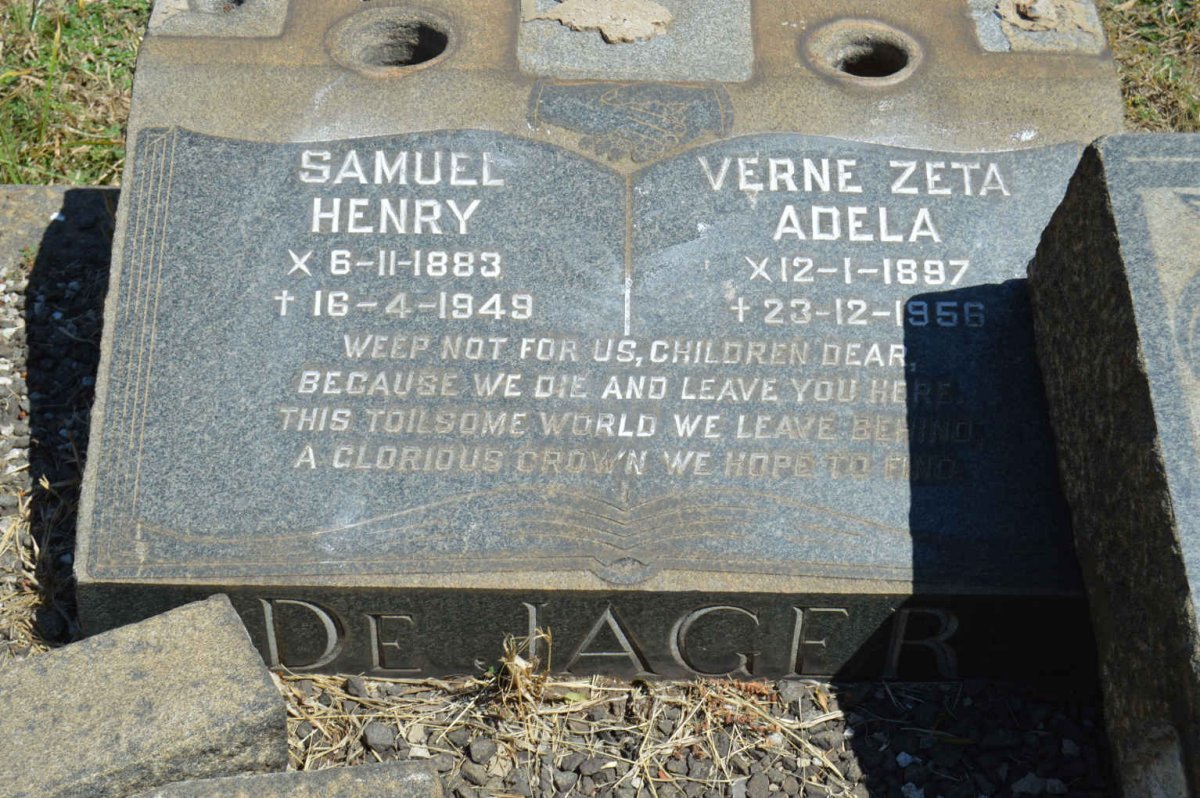 SAMUEL
HENRY
× 6-11-1883
† 16-4-1949
VERNE ZETA
ADELA
×12-1-1897
† 23-12-1956
WEEP NOT FOR US, CHILDREN DEAR,
BECAUSE WE DIE AND LEAVE YOU HERE.
THIS TOILSOME WORLD WE LEAVE BEHIND,
A GLORIOUS CROWN WE HOPE TO FIND.
DE JAGER